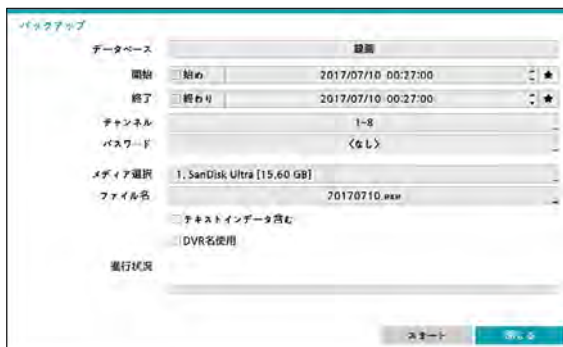 バックアップ
データベース 録画
開始 始め 2017/07/10 00:27:00
終了 終わり 2017/07/10 00:27:00
チャンネル 1~8
パスワード 〈なし〉
メディア選択 1. SanDisk Ultra [15.60 GB]
ファイル名 20170710.exe
テキストインデータ含む
DVR名使用
進行状況
スタート 閉じる